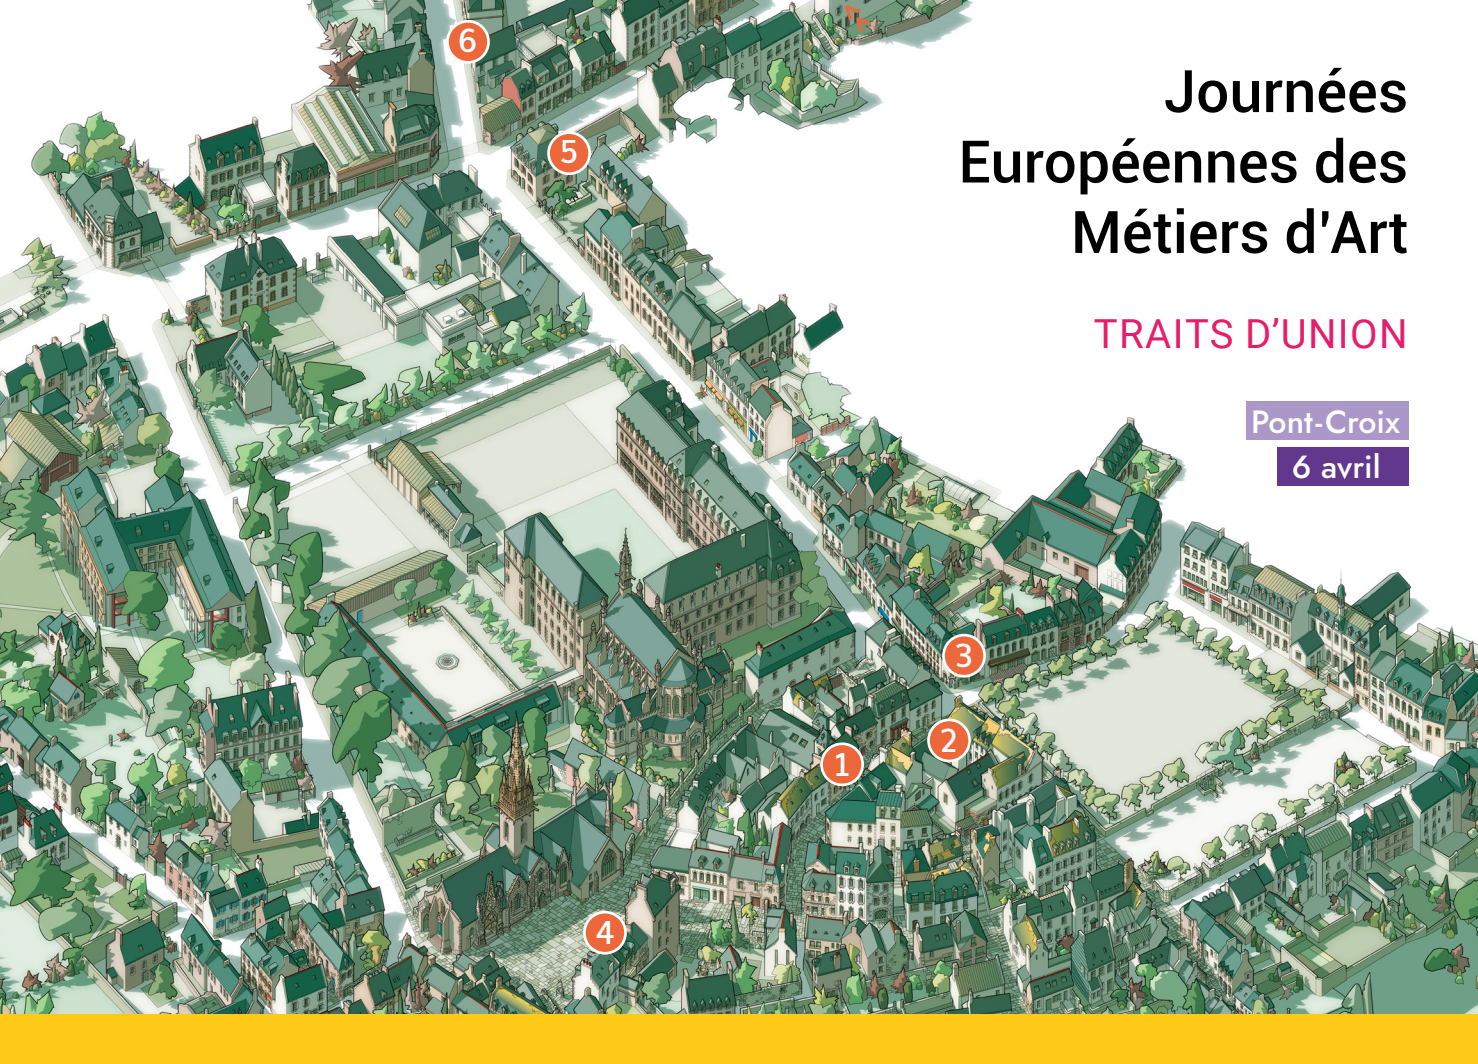 6
5
Journées
Européennes des
Métiers d'Art
TRAITS D’UNION
Pont-Croix
6 avril
3
2
1
4